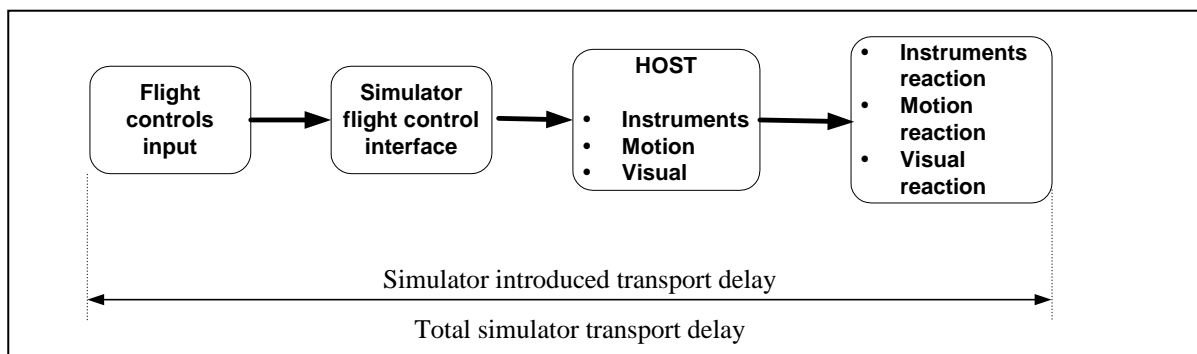 Flight
controls
input
Simulator
flight control
interface
HOST
• Instruments
• Motion
• Visual
• Instruments
reaction
• Motion
reaction
• Visual
reaction
Simulator introduced transport delay
Total simulator transport delay